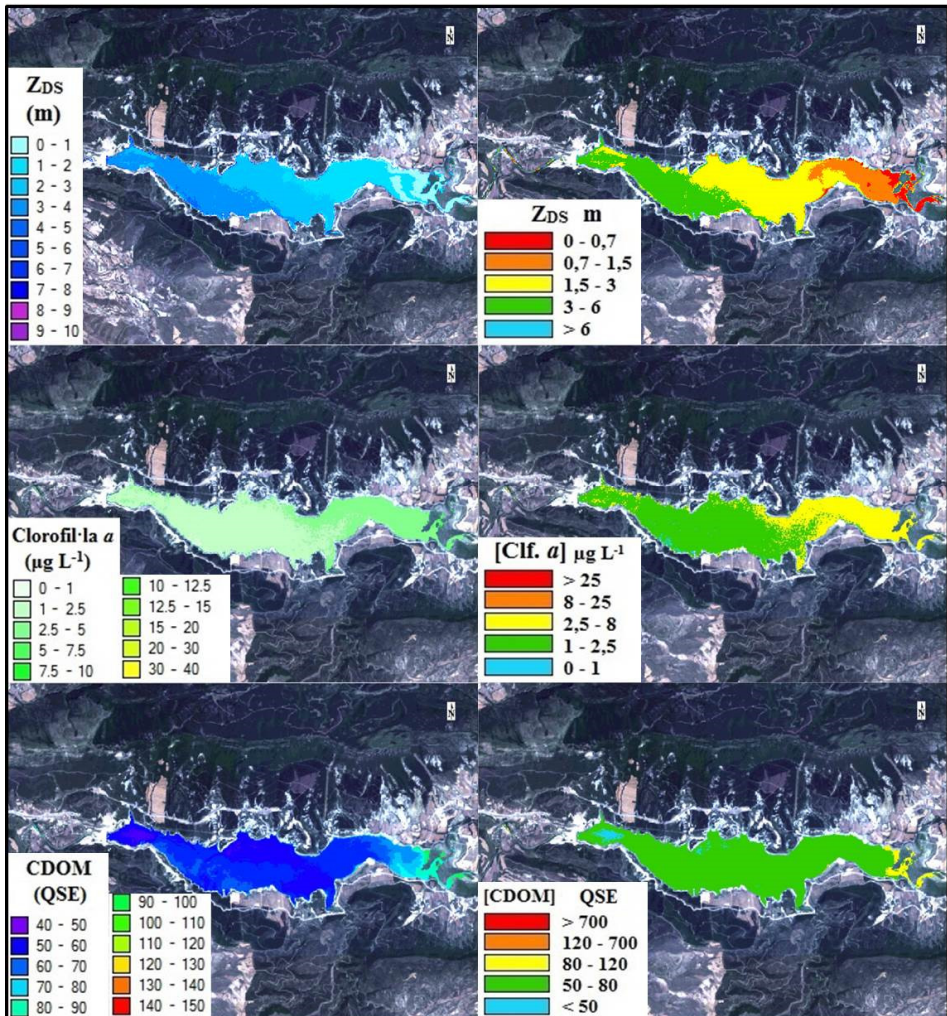 N
Z_DS
(m)
0 - 1
1 - 2
2 - 3
3 - 4
4 - 5
5 - 6
6 - 7
7 - 8
8 - 9
9 - 10
N
Z_DS m
0 - 0,7
0,7 - 1,5
1,5 - 3
3 - 6
> 6
N
Clorofil·la a
(µg L⁻¹)
0 - 1
1 - 2.5
2.5 - 5
5 - 7.5
7.5 - 10
10 - 12.5
12.5 - 15
15 - 20
20 - 30
30 - 40
N
[Clf. a] µg L⁻¹
> 25
8 - 25
2,5 - 8
1 - 2,5
0 - 1
N
CDOM
(QSE)
40 - 50
50 - 60
60 - 70
70 - 80
80 - 90
90 - 100
100 - 110
110 - 120
120 - 130
130 - 140
140 - 150
N
[CDOM] QSE
> 700
120 - 700
80 - 120
50 - 80
< 50